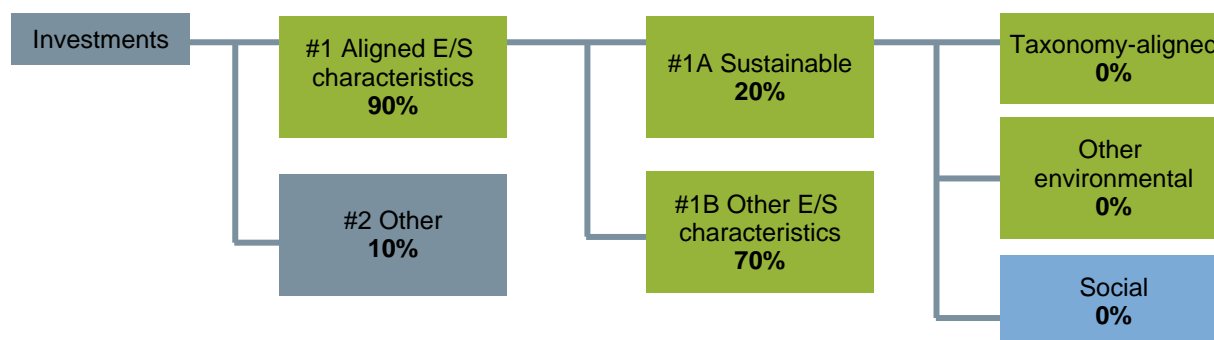 Investments
#1 Aligned E/S
characteristics
90%
#2 Other
10%
#1A Sustainable
20%
#1B Other E/S
characteristics
70%
Taxonomy-aligned
0%
Other
environmental
0%
Social
0%